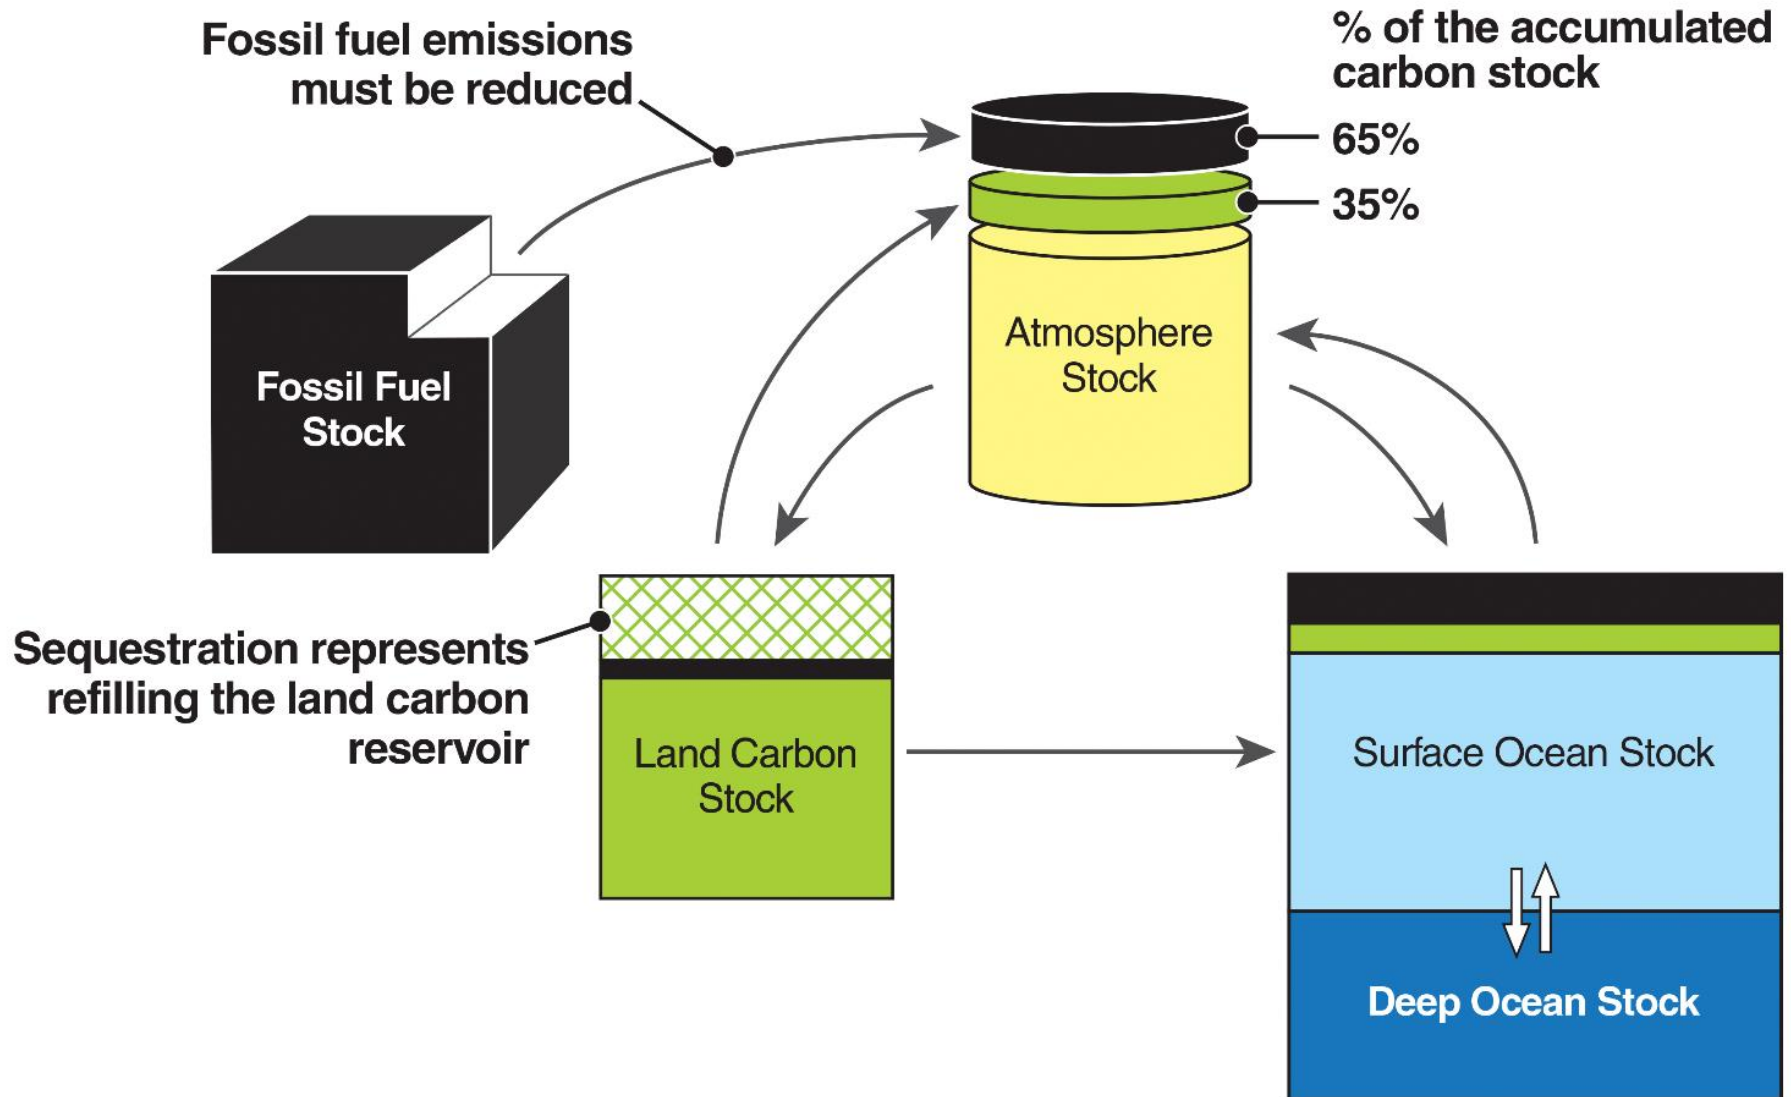 Fossil fuel emissions
must be reduced
% of the accumulated
carbon stock
65%
35%
Atmosphere
Stock
Fossil Fuel
Stock
Sequestration represents
refilling the land carbon
reservoir
Land Carbon
Stock
Surface Ocean Stock
Deep Ocean Stock